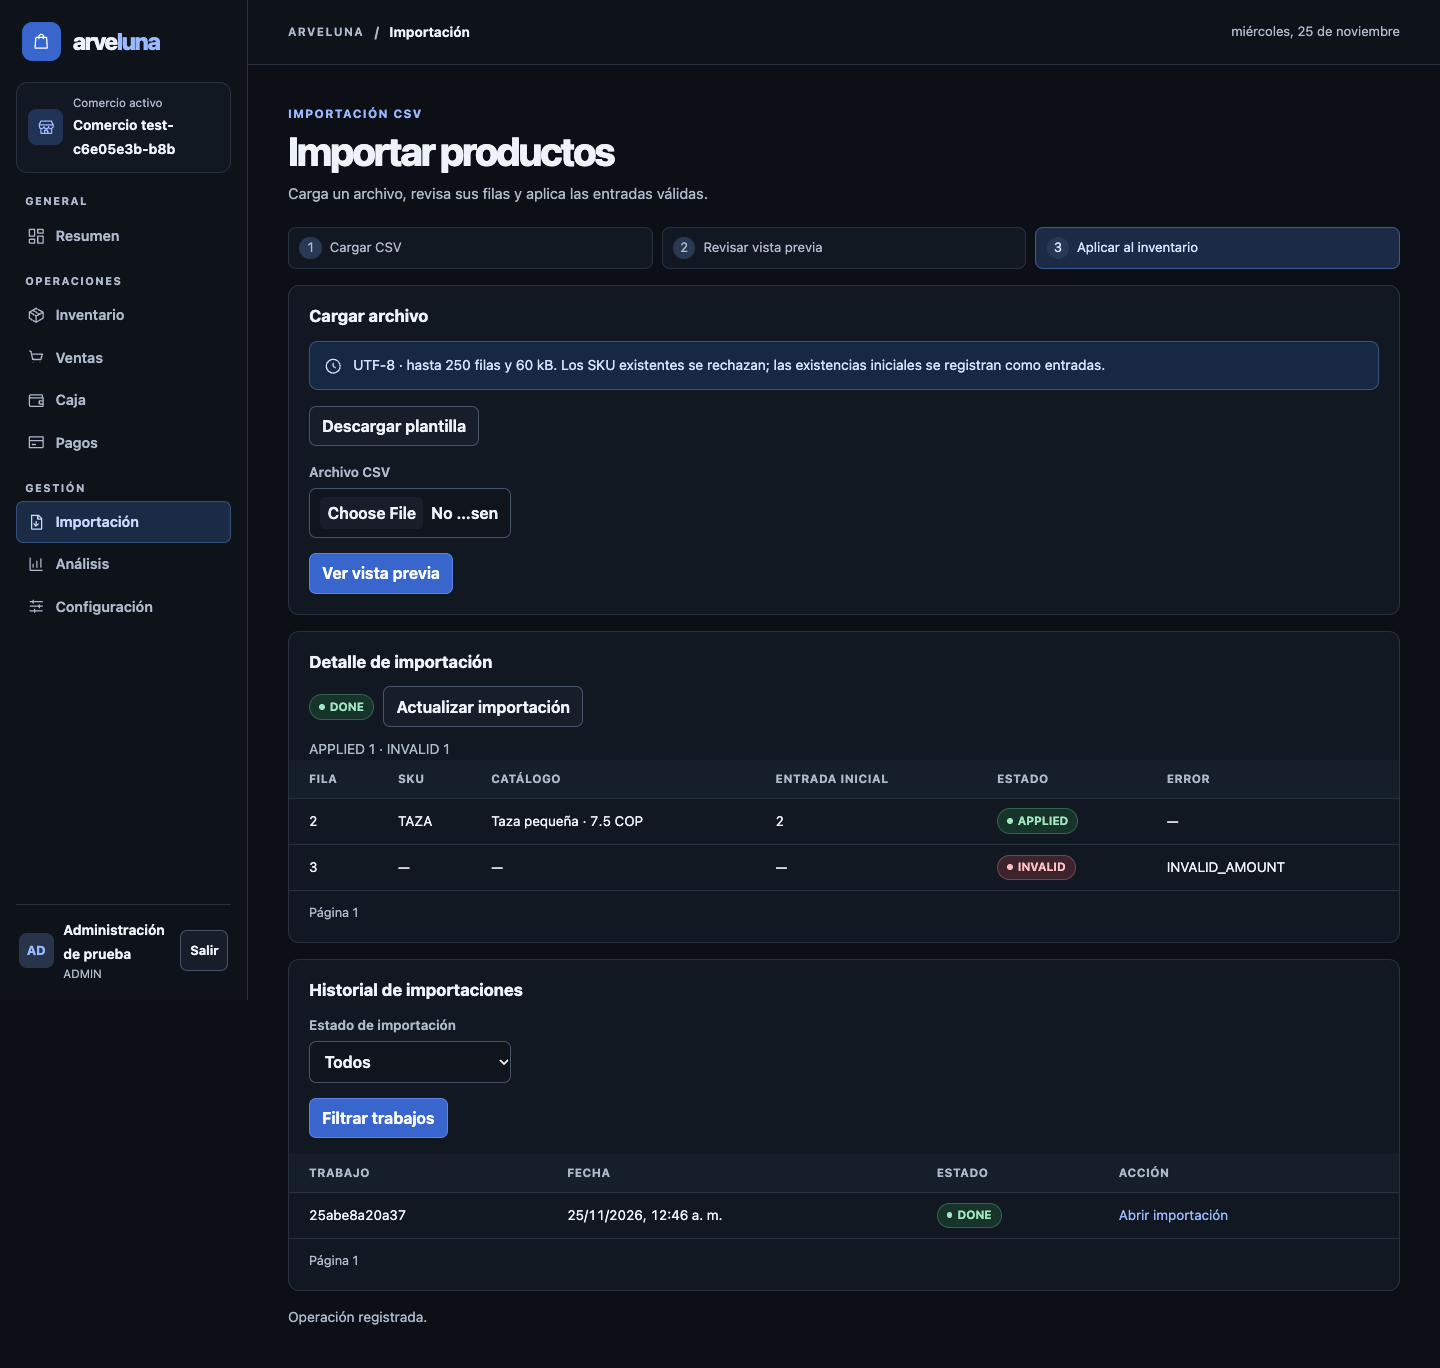 arveluna
Comercio activo
Comercio test-
c6e05e3b-b8b
GENERAL
Resumen
OPERACIONES
Inventario
Ventas
Caja
Pagos
GESTIÓN
Importación
Análisis
Configuración
AD
Administración
de prueba
ADMIN
Salir
ARVELUNA / Importación
miércoles, 25 de noviembre
IMPORTACIÓN CSV
Importar productos
Carga un archivo, revisa sus filas y aplica las entradas válidas.
1 Cargar CSV
2 Revisar vista previa
3 Aplicar al inventario
Cargar archivo
UTF-8 · hasta 250 filas y 60 kB. Los SKU existentes se rechazan; las existencias iniciales se registran como entradas.
Descargar plantilla
Archivo CSV
Choose File No ...sen
Ver vista previa
Detalle de importación
DONE Actualizar importación
APPLIED 1 · INVALID 1
FILA SKU CATÁLOGO ENTRADA INICIAL ESTADO ERROR
2 TAZA Taza pequeña · 7.5 COP 2 APPLIED —
3 — — — INVALID INVALID_AMOUNT
Página 1
Historial de importaciones
Estado de importación
Todos
Filtrar trabajos
TRABAJO FECHA ESTADO ACCIÓN
25abe8a20a37 25/11/2026, 12:46 a. m. DONE Abrir importación
Página 1
Operación registrada.